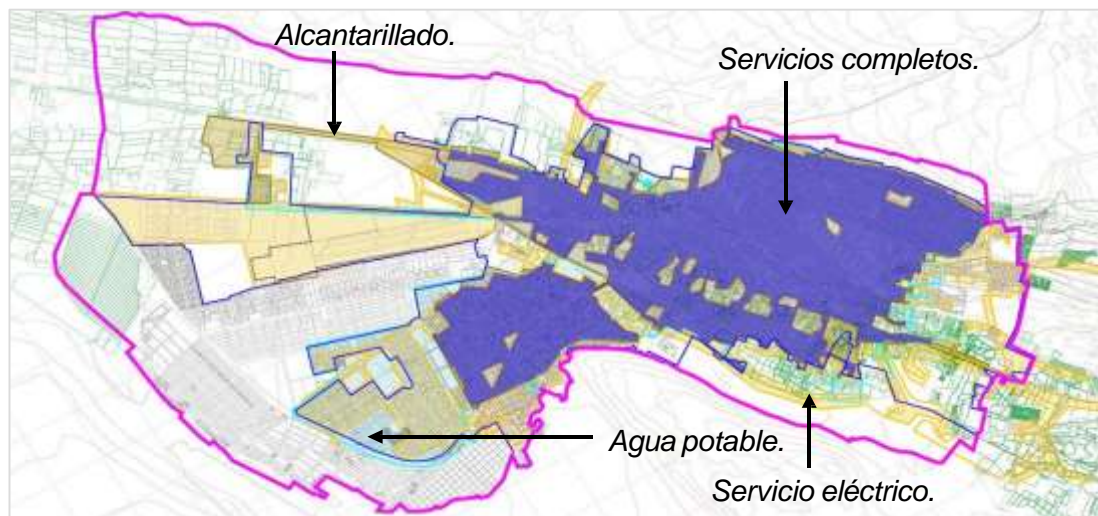 Alcantarillado.
Servicios completos.
Agua potable.
Servicio eléctrico.